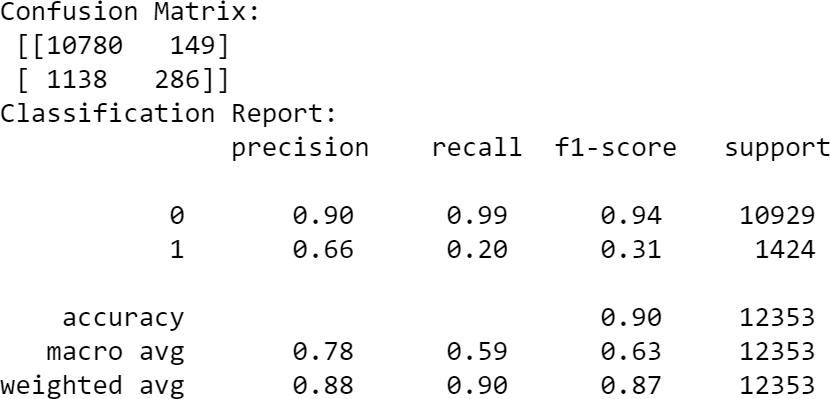 Confusion Matrix:
[[10780 149]
[ 1138 286]]
Classification Report:
precision recall f1-score support
0 0.90 0.99 0.94 10929
1 0.66 0.20 0.31 1424
accuracy 0.90 12353
macro avg 0.78 0.59 0.63 12353
weighted avg 0.88 0.90 0.87 12353